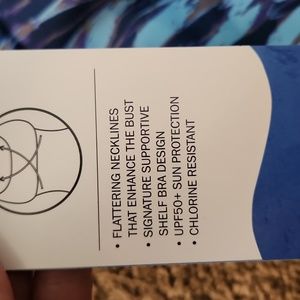 • FLATTERING NECKLINES
THAT ENHANCE THE BUST
• SIGNATURE SUPPORTIVE
SHELF BRA DESIGN
• UPF50+ SUN PROTECTION
• CHLORINE RESISTANT